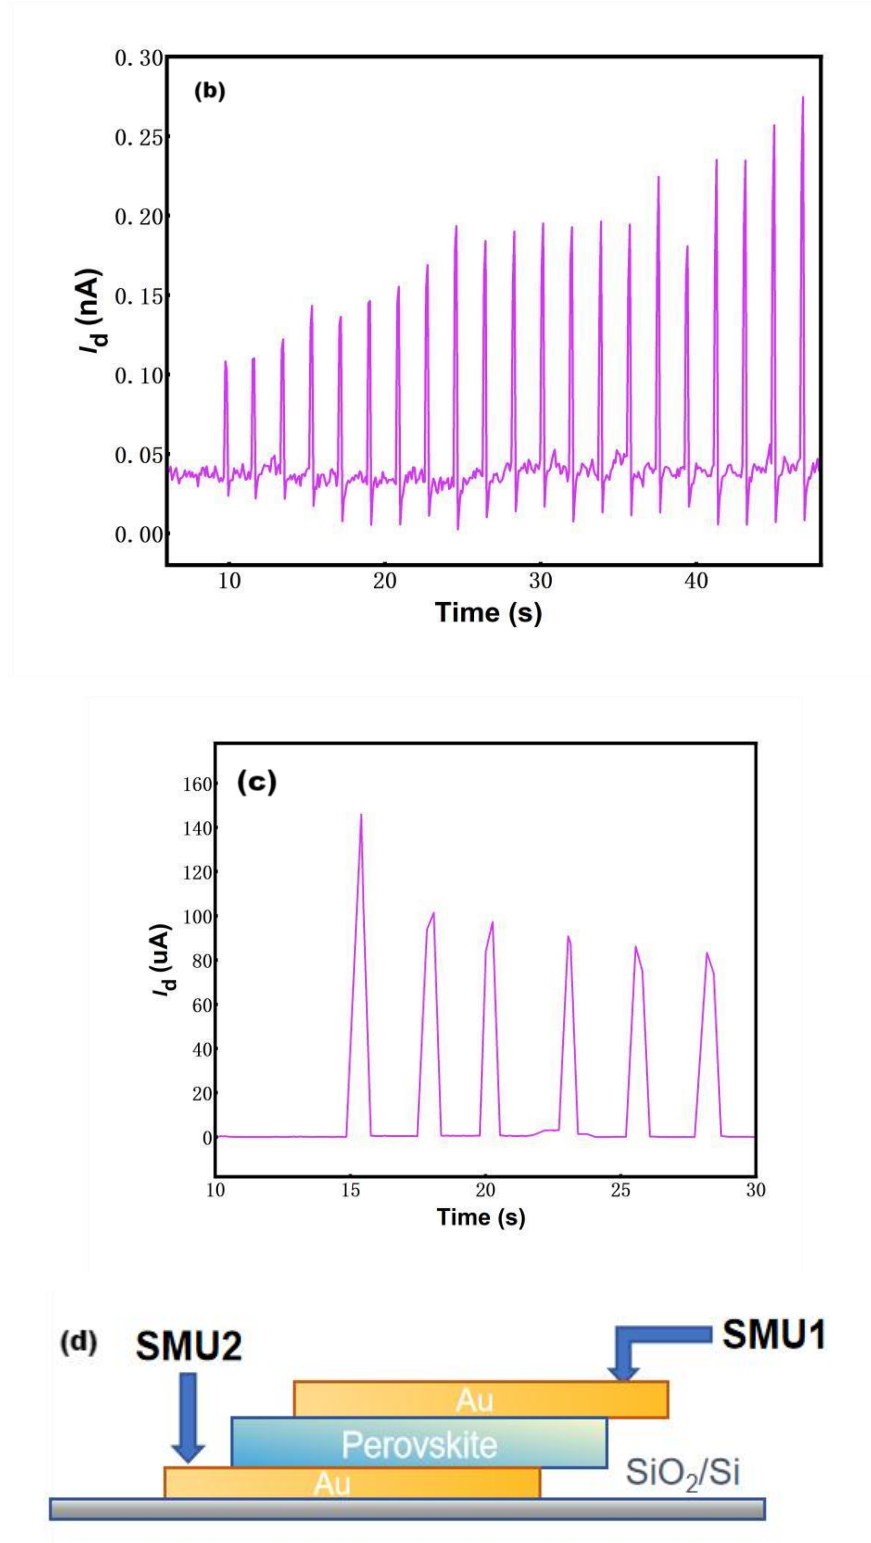 (b)
0.30
0.25
0.20
0.15
0.10
0.05
0.00
I_d (nA)
10 20 30 40
Time (s)
(c)
160
140
120
100
80
60
40
20
0
I_d (uA)
10 15 20 25 30
Time (s)
(d) SMU2 SMU1
Au
Perovskite
Au
SiO₂/Si